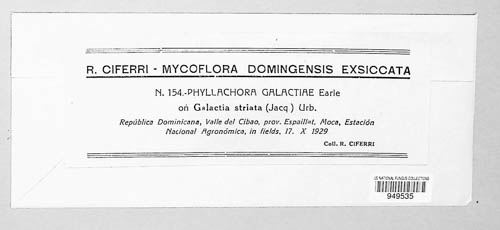 R. CIFERRI - MYCOFLORA DOMINGENSIS EXSICCATA
N. 154.-PHYLLACHORA GALACTIAE Earle
on Galactia striata (Jacq.) Urb.
República Dominicana, Valle del Cibao, prov. Espaillat, Moca, Estación
Nacional Agronómica, in fields, 17. X 1929
Coll. R. CIFERRI
US NATIONAL FUNGUS COLLECTIONS
949535